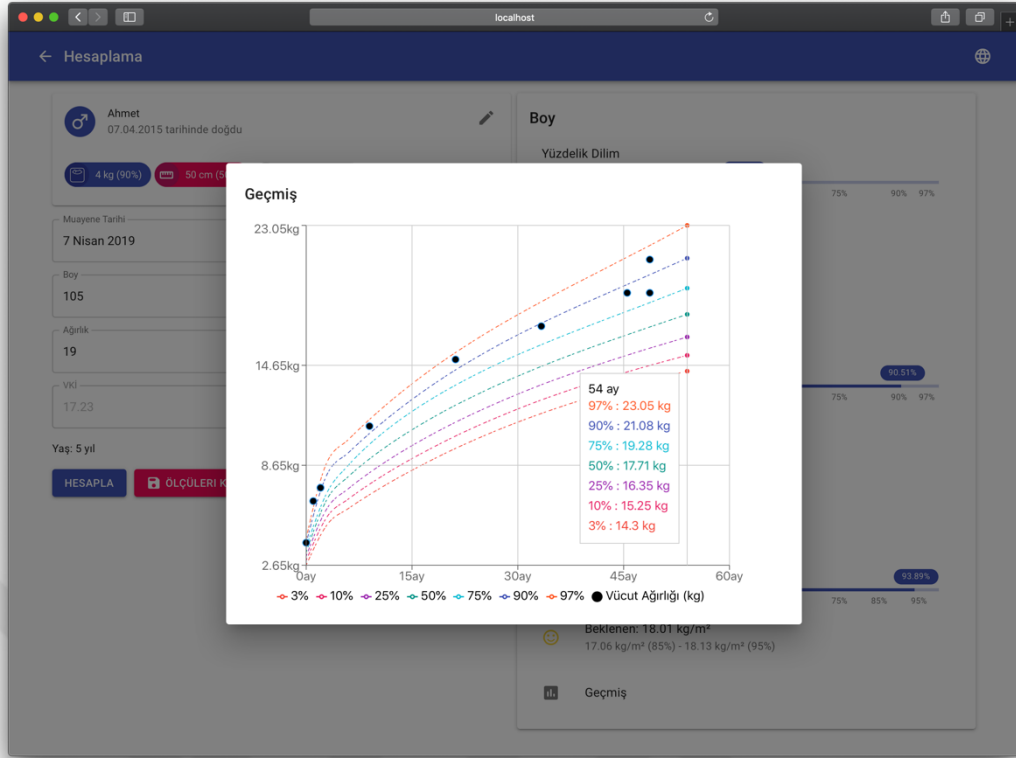 localhost
Hesaplama
Ahmet
07.04.2015 tarihinde doğdu
4 kg (90%)
50 cm (50
Muayene Tarihi
7 Nisan 2019
Boy
105
Ağırlık
19
VKİ
17.23
Yaş: 5 yıl
HESAPLA
ÖLÇÜLERİ K
Boy
Yüzdelik Dilim
75% 90% 97%
90.51%
75% 90% 97%
93.89%
75% 85% 95%
Beklenen: 18.01 kg/m²
17.06 kg/m² (85%) - 18.13 kg/m² (95%)
Geçmiş
Geçmiş
23.05kg
14.65kg
8.65kg
2.65kg
0ay 15ay 30ay 45ay 60ay
54 ay
97% : 23.05 kg
90% : 21.08 kg
75% : 19.28 kg
50% : 17.71 kg
25% : 16.35 kg
10% : 15.25 kg
3% : 14.3 kg
3% 10% 25% 50% 75% 90% 97% Vücut Ağırlığı (kg)